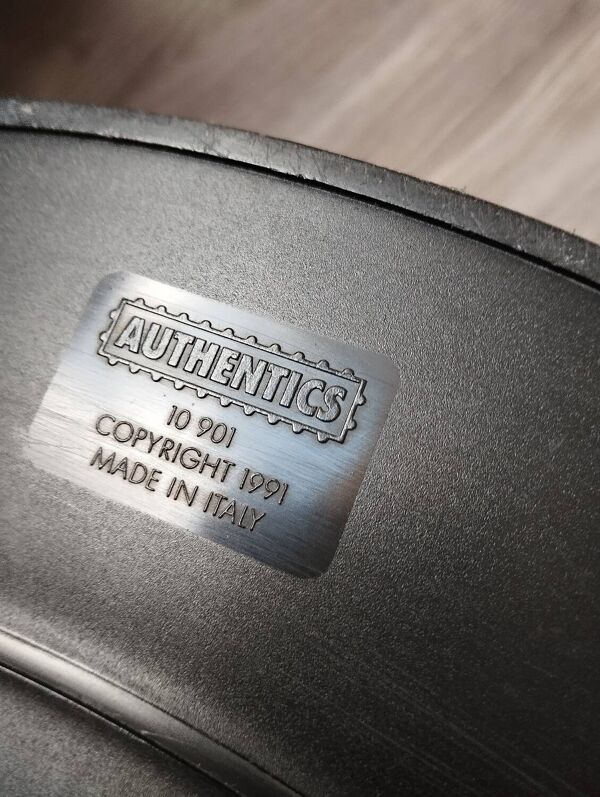 AUTHENTICS
10 901
COPYRIGHT 1991
MADE IN ITALY